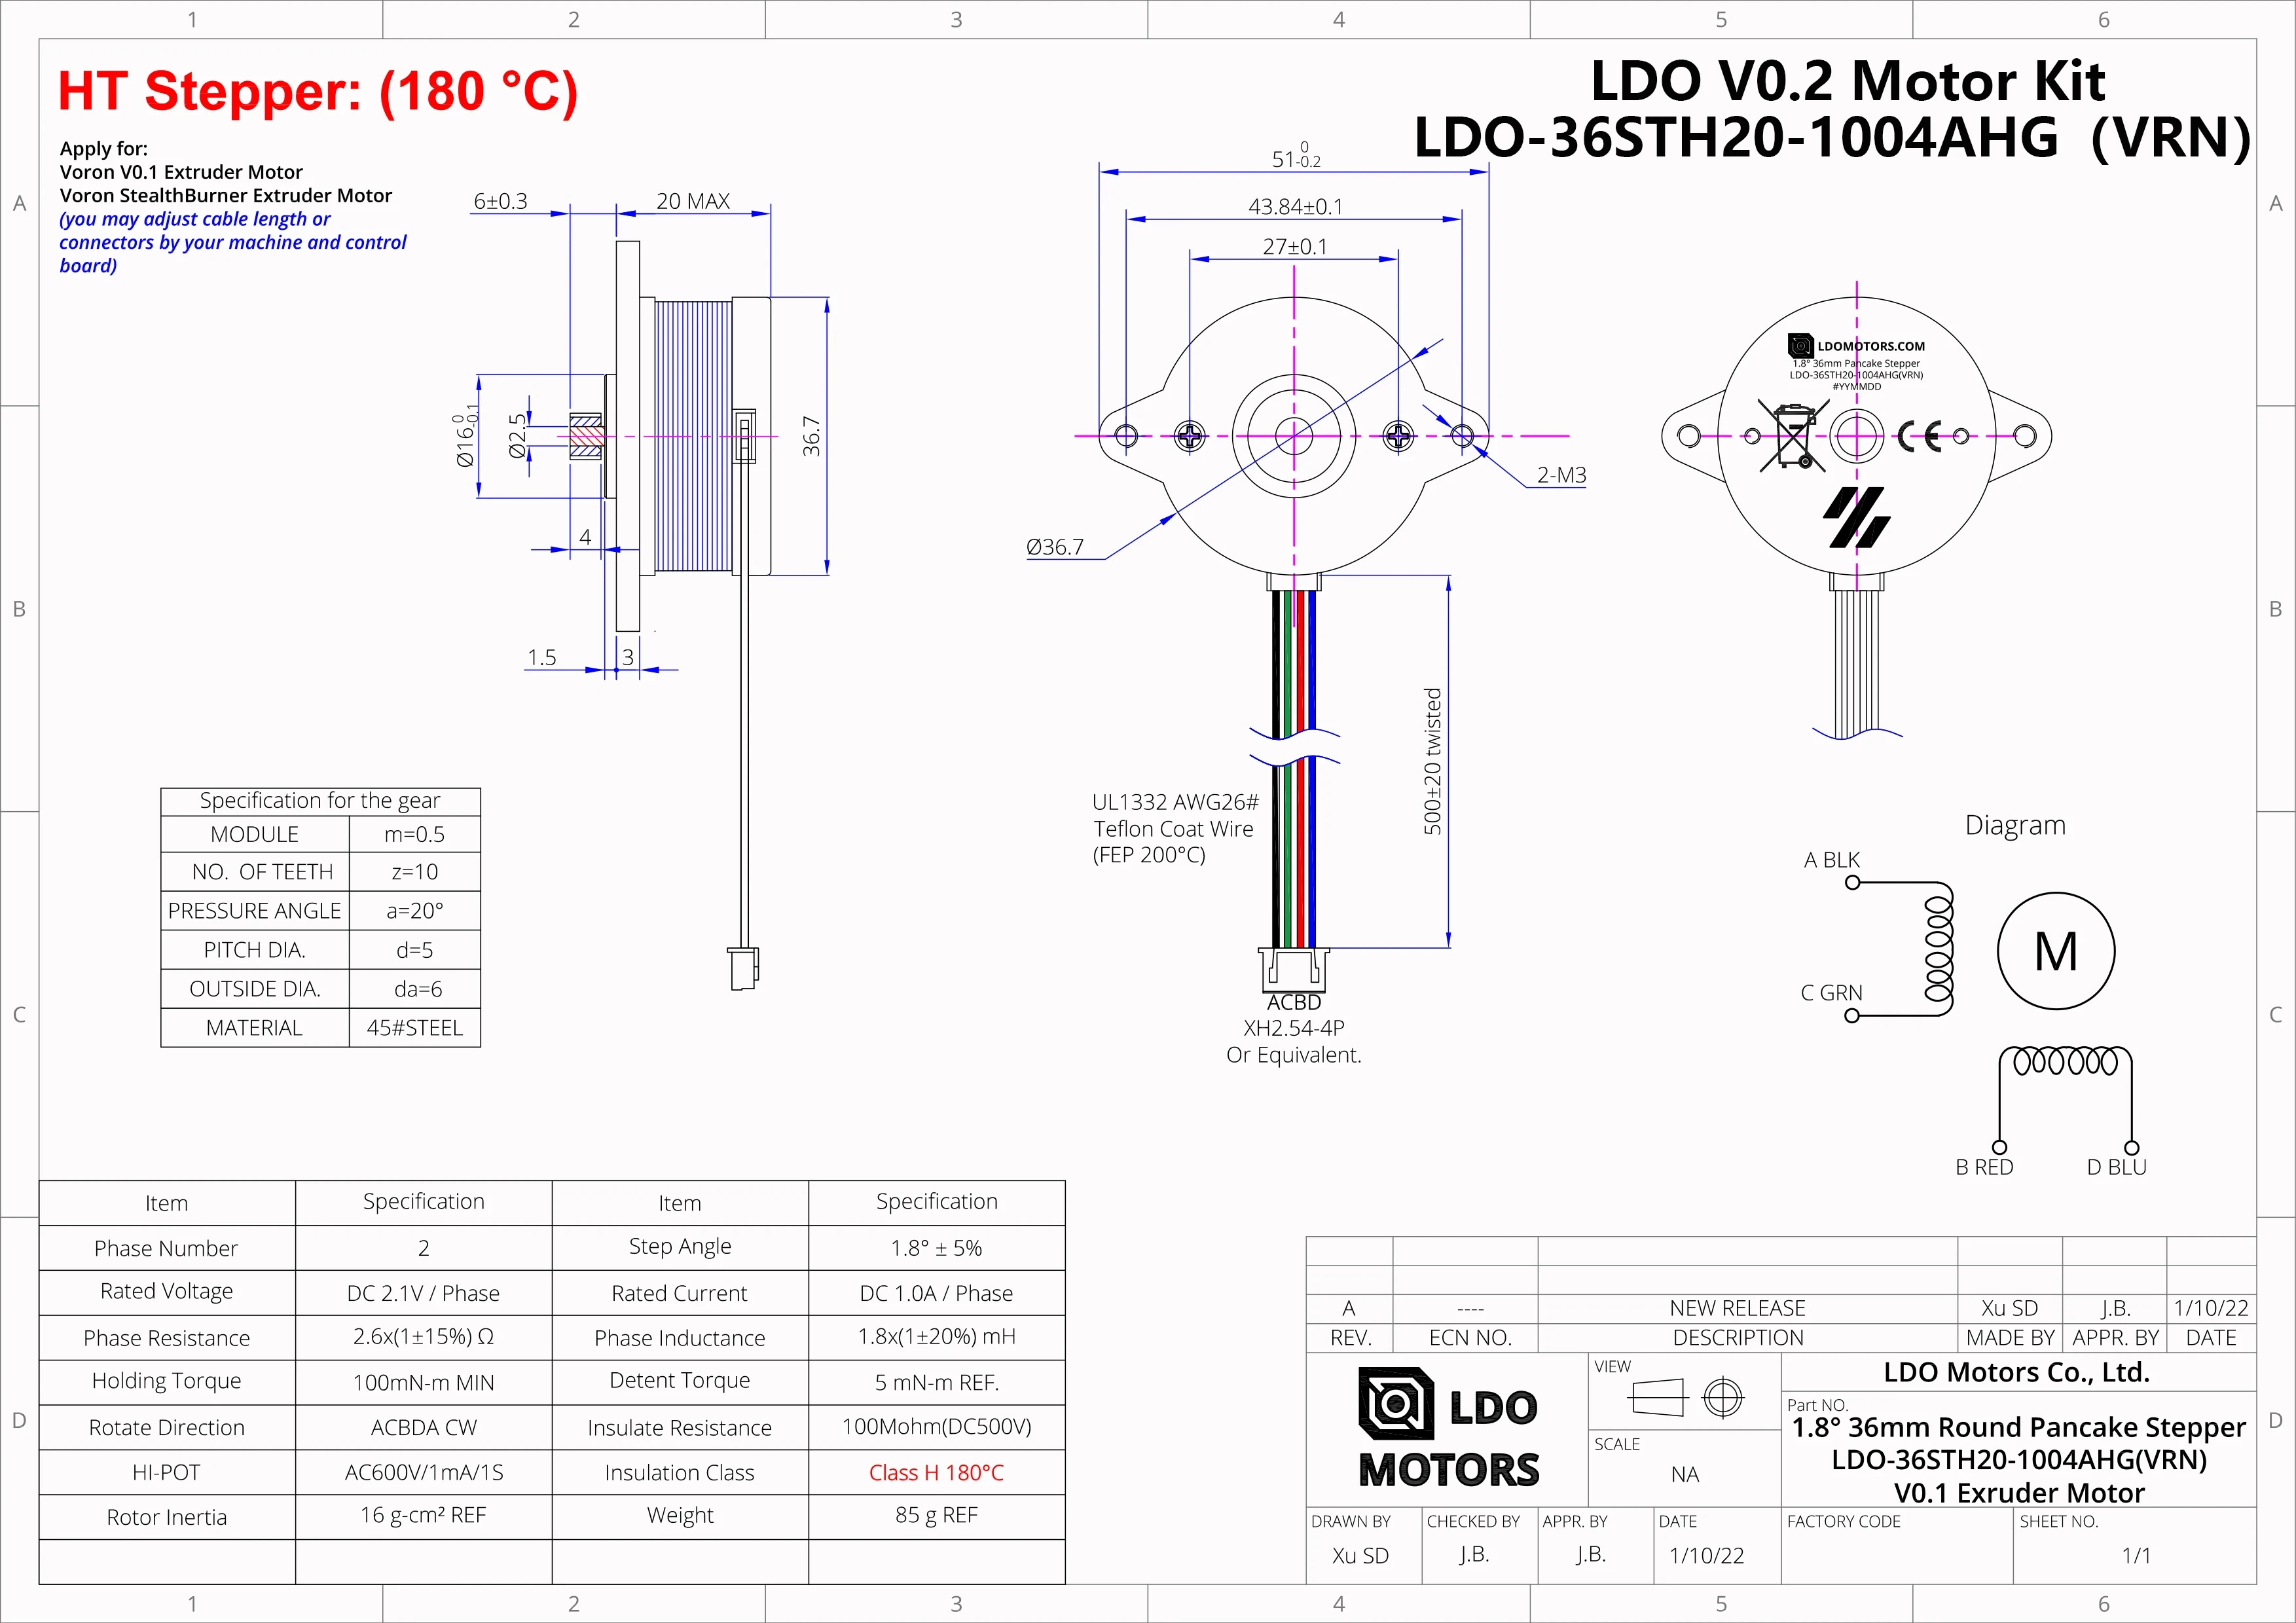 1 2 3 4 5 6
HT Stepper: (180 °C)
LDO V0.2 Motor Kit
LDO-36STH20-1004AHG (VRN)
Apply for:
Voron V0.1 Extruder Motor
Voron StealthBurner Extruder Motor
(you may adjust cable length or
connectors by your machine and control
board)
A
A
6±0.3
20 MAX
Ø16 0 -0.1
Ø2.5
36.7
4
1.5
3
51 0 -0.2
43.84±0.1
27±0.1
2-M3
Ø36.7
500±20 twisted
UL1332 AWG26#
Teflon Coat Wire
(FEP 200°C)
ACBD
XH2.54-4P
Or Equivalent.
LDOMOTORS.COM
1.8° 36mm Pancake Stepper
LDO-36STH20-1004AHG(VRN)
#YYMMDD
CE
B
B
Specification for the gear
MODULE m=0.5
NO. OF TEETH z=10
PRESSURE ANGLE a=20°
PITCH DIA. d=5
OUTSIDE DIA. da=6
MATERIAL 45#STEEL
C
C
Diagram
A BLK
C GRN
M
B RED
D BLU
Item Specification Item Specification
Phase Number 2 Step Angle 1.8° ± 5%
Rated Voltage DC 2.1V / Phase Rated Current DC 1.0A / Phase
Phase Resistance 2.6x(1±15%) Ω Phase Inductance 1.8x(1±20%) mH
Holding Torque 100mN-m MIN Detent Torque 5 mN-m REF.
Rotate Direction ACBDA CW Insulate Resistance 100Mohm(DC500V)
HI-POT AC600V/1mA/1S Insulation Class Class H 180°C
Rotor Inertia 16 g-cm² REF Weight 85 g REF
D
D
A ---- NEW RELEASE Xu SD J.B. 1/10/22
REV. ECN NO. DESCRIPTION MADE BY APPR. BY DATE
LDO
MOTORS
VIEW
SCALE
NA
LDO Motors Co., Ltd.
Part NO.
1.8° 36mm Round Pancake Stepper
LDO-36STH20-1004AHG(VRN)
V0.1 Exruder Motor
DRAWN BY CHECKED BY APPR. BY DATE FACTORY CODE SHEET NO.
Xu SD J.B. J.B. 1/10/22 1/1
1 2 3 4 5 6